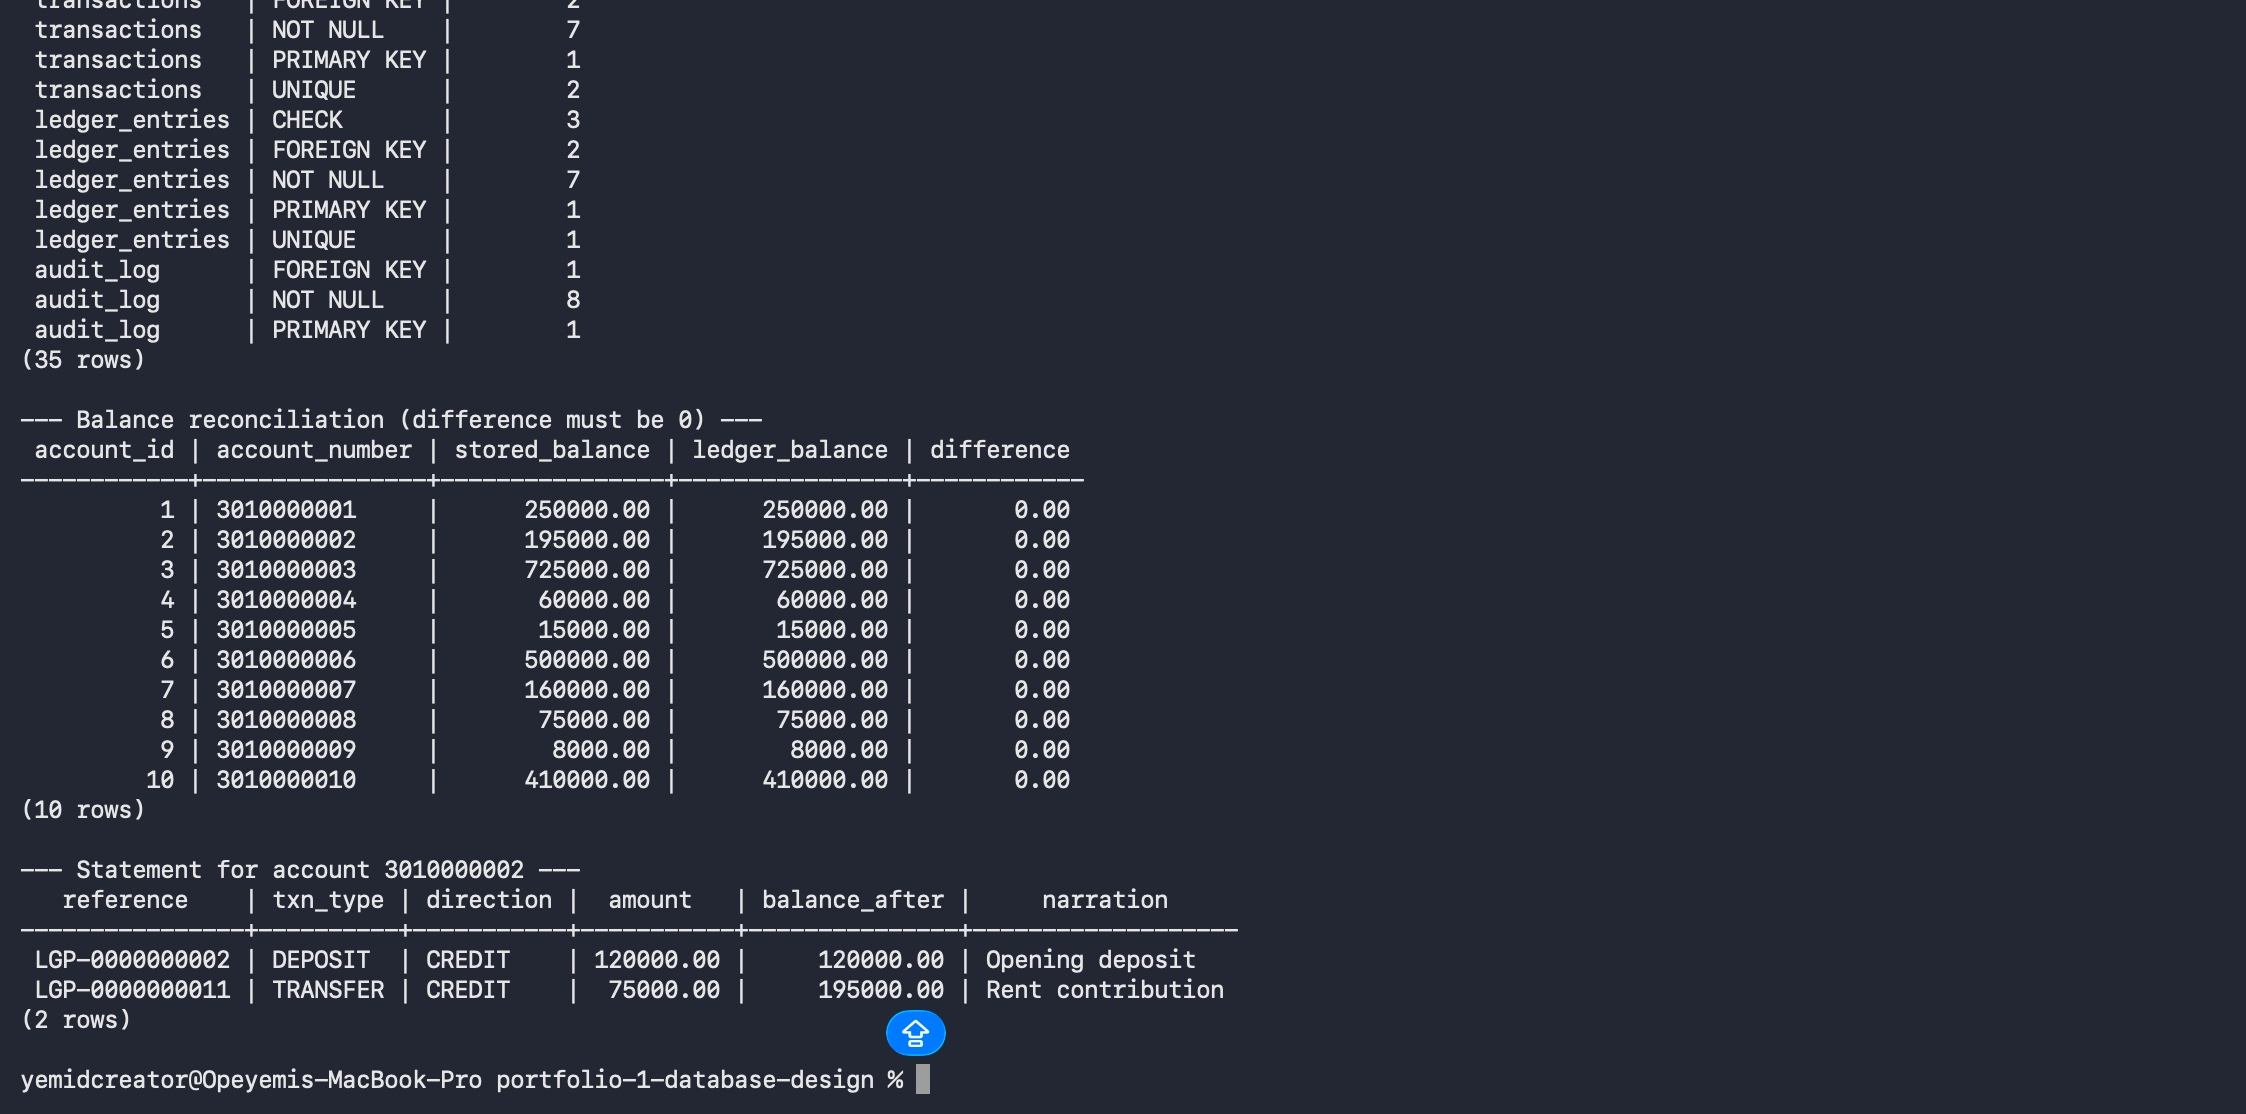 transactions | FOREIGN KEY | 2
transactions | NOT NULL | 7
transactions | PRIMARY KEY | 1
transactions | UNIQUE | 2
ledger_entries | CHECK | 3
ledger_entries | FOREIGN KEY | 2
ledger_entries | NOT NULL | 7
ledger_entries | PRIMARY KEY | 1
ledger_entries | UNIQUE | 1
audit_log | FOREIGN KEY | 1
audit_log | NOT NULL | 8
audit_log | PRIMARY KEY | 1
(35 rows)
--- Balance reconciliation (difference must be 0) ---
account_id | account_number | stored_balance | ledger_balance | difference
------------+----------------+----------------+----------------+------------
1 | 3010000001 | 250000.00 | 250000.00 | 0.00
2 | 3010000002 | 195000.00 | 195000.00 | 0.00
3 | 3010000003 | 725000.00 | 725000.00 | 0.00
4 | 3010000004 | 60000.00 | 60000.00 | 0.00
5 | 3010000005 | 15000.00 | 15000.00 | 0.00
6 | 3010000006 | 500000.00 | 500000.00 | 0.00
7 | 3010000007 | 160000.00 | 160000.00 | 0.00
8 | 3010000008 | 75000.00 | 75000.00 | 0.00
9 | 3010000009 | 8000.00 | 8000.00 | 0.00
10 | 3010000010 | 410000.00 | 410000.00 | 0.00
(10 rows)
--- Statement for account 3010000002 ---
reference | txn_type | direction | amount | balance_after | narration
----------------+----------+-----------+-----------+---------------+-------------------
LGP-0000000002 | DEPOSIT | CREDIT | 120000.00 | 120000.00 | Opening deposit
LGP-0000000011 | TRANSFER | CREDIT | 75000.00 | 195000.00 | Rent contribution
(2 rows)
yemidcreator@Opeyemis-MacBook-Pro portfolio-1-database-design %